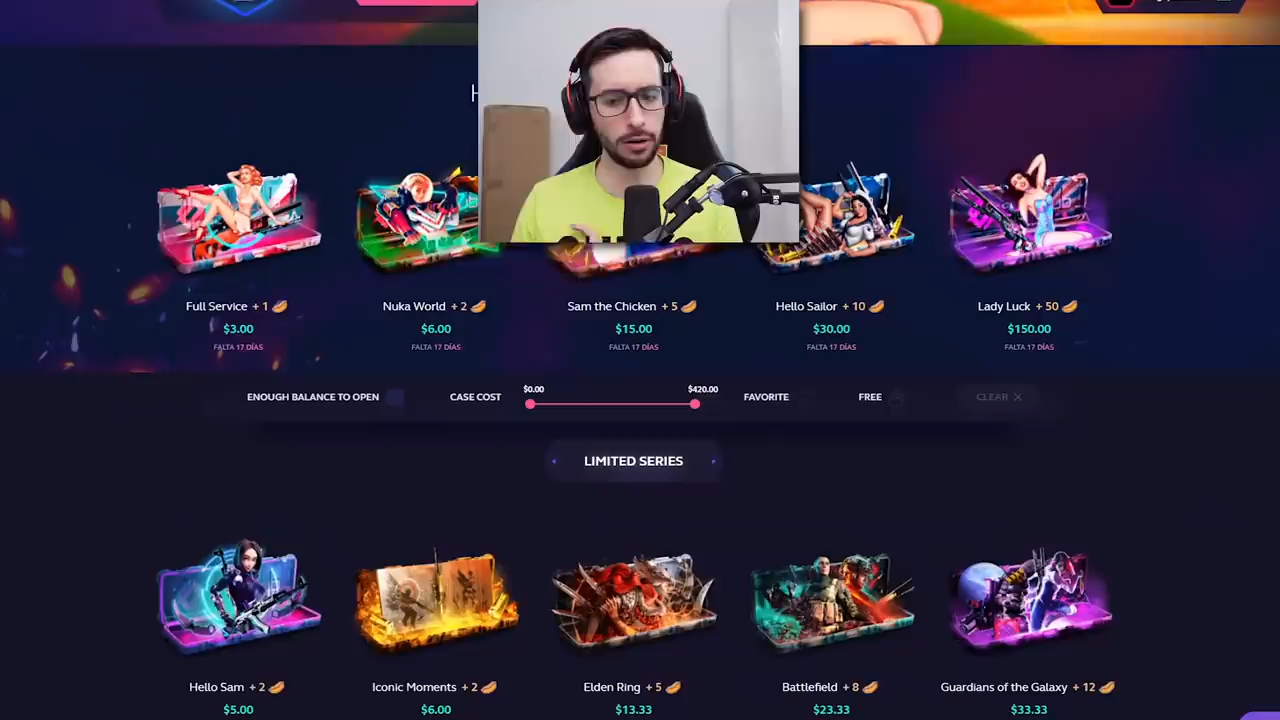 H
Full Service + 1
Nuka World + 2
Sam the Chicken + 5
Hello Sailor + 10
Lady Luck + 50
$3.00
$6.00
$15.00
$30.00
$150.00
FALTA 17 DÍAS
FALTA 17 DÍAS
FALTA 17 DÍAS
FALTA 17 DÍAS
FALTA 17 DÍAS
ENOUGH BALANCE TO OPEN
CASE COST
$0.00
$420.00
FAVORITE
FREE
CLEAR X
LIMITED SERIES
Hello Sam + 2
Iconic Moments + 2
Elden Ring + 5
Battlefield + 8
Guardians of the Galaxy + 12
$5.00
$6.00
$13.33
$23.33
$33.33